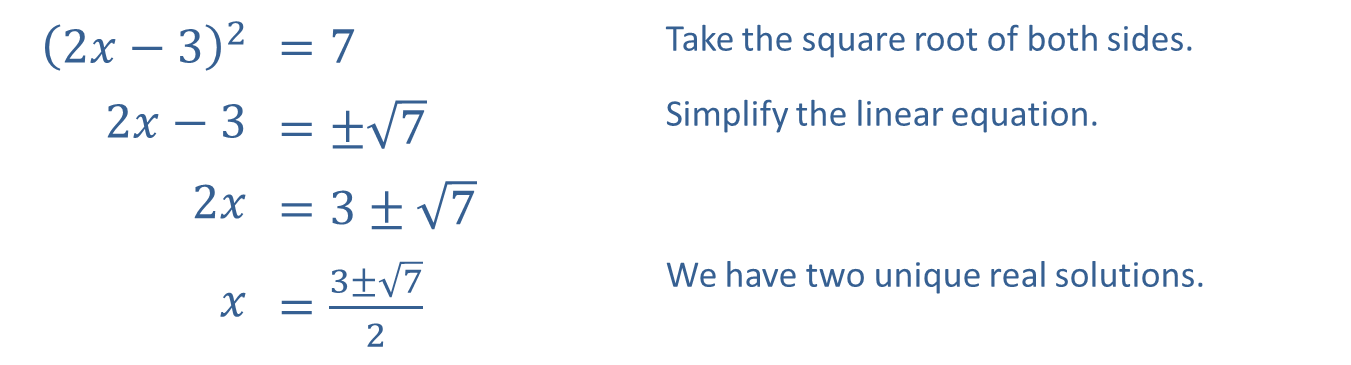 (2x − 3)² = 7 Take the square root of both sides.
2x − 3 = ±√7 Simplify the linear equation.
2x = 3 ± √7
x = (3±√7)/2 We have two unique real solutions.